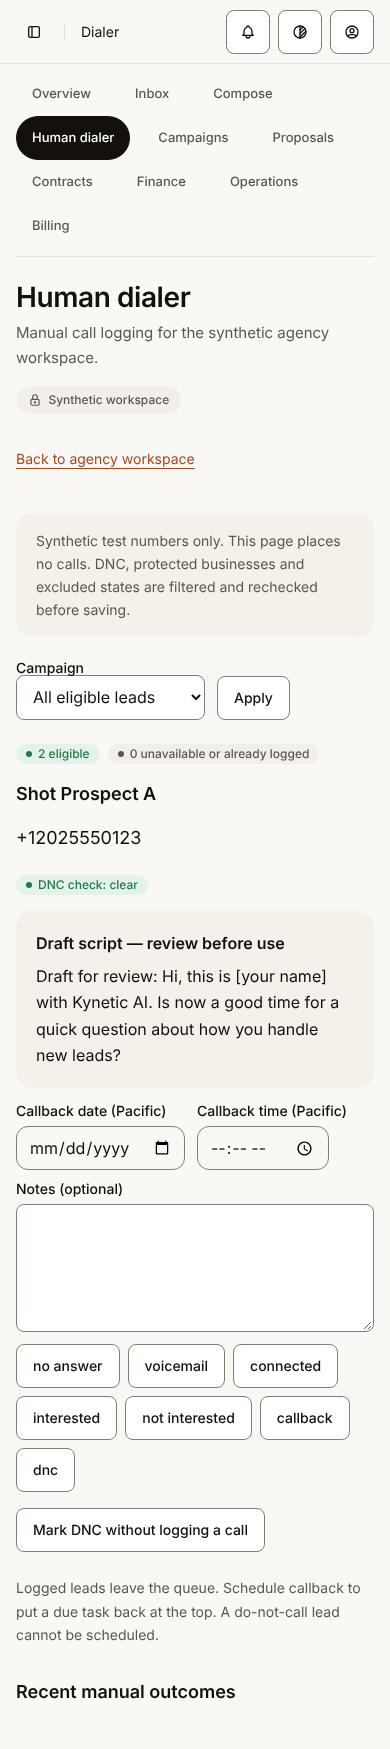 Dialer
Overview Inbox Compose
Human dialer Campaigns Proposals
Contracts Finance Operations
Billing
Human dialer
Manual call logging for the synthetic agency
workspace.
Synthetic workspace
Back to agency workspace
Synthetic test numbers only. This page places
no calls. DNC, protected businesses and
excluded states are filtered and rechecked
before saving.
Campaign
All eligible leads Apply
2 eligible 0 unavailable or already logged
Shot Prospect A
+12025550123
DNC check: clear
Draft script — review before use
Draft for review: Hi, this is [your name]
with Kynetic AI. Is now a good time for a
quick question about how you handle
new leads?
Callback date (Pacific) Callback time (Pacific)
mm/dd/yyyy --:-- --
Notes (optional)
no answer voicemail connected
interested not interested callback
dnc
Mark DNC without logging a call
Logged leads leave the queue. Schedule callback to
put a due task back at the top. A do-not-call lead
cannot be scheduled.
Recent manual outcomes